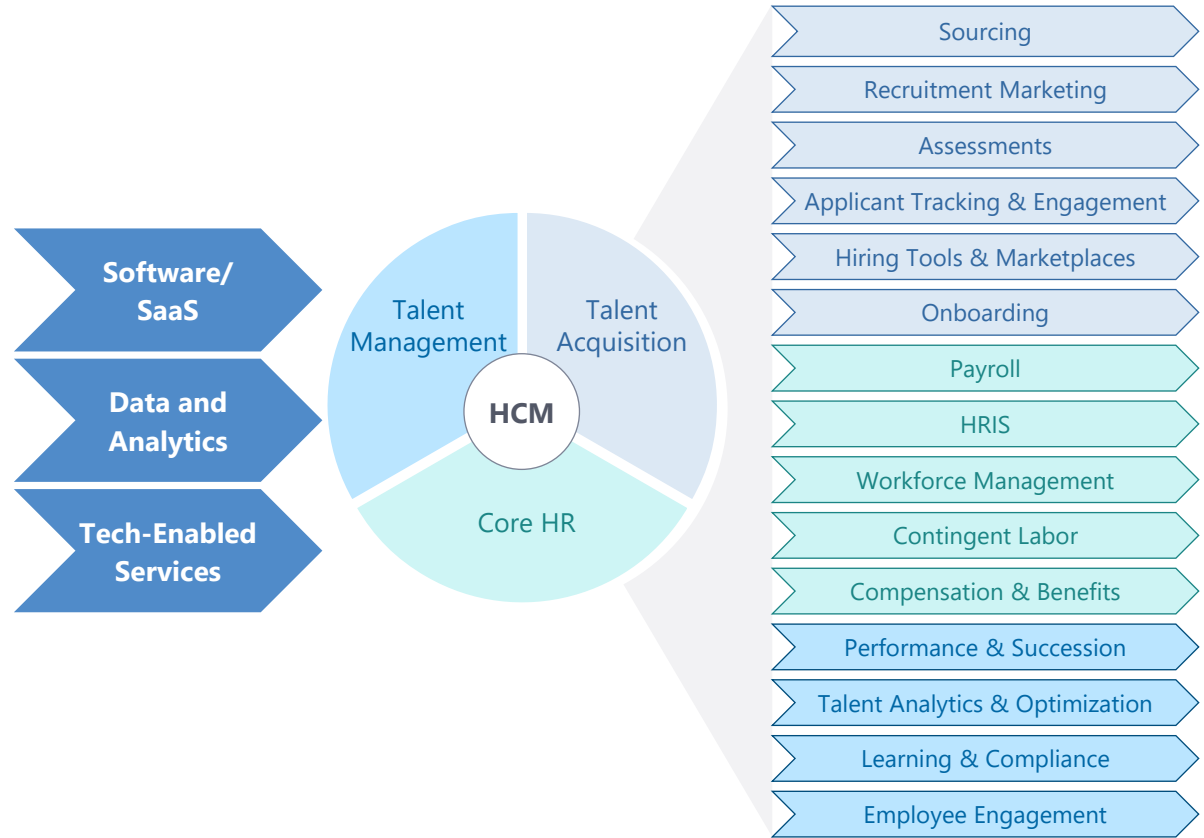 Software/
SaaS
Data and
Analytics
Tech-Enabled
Services
Talent
Management
Talent
Acquisition
HCM
Core HR
Sourcing
Recruitment Marketing
Assessments
Applicant Tracking & Engagement
Hiring Tools & Marketplaces
Onboarding
Payroll
HRIS
Workforce Management
Contingent Labor
Compensation & Benefits
Performance & Succession
Talent Analytics & Optimization
Learning & Compliance
Employee Engagement